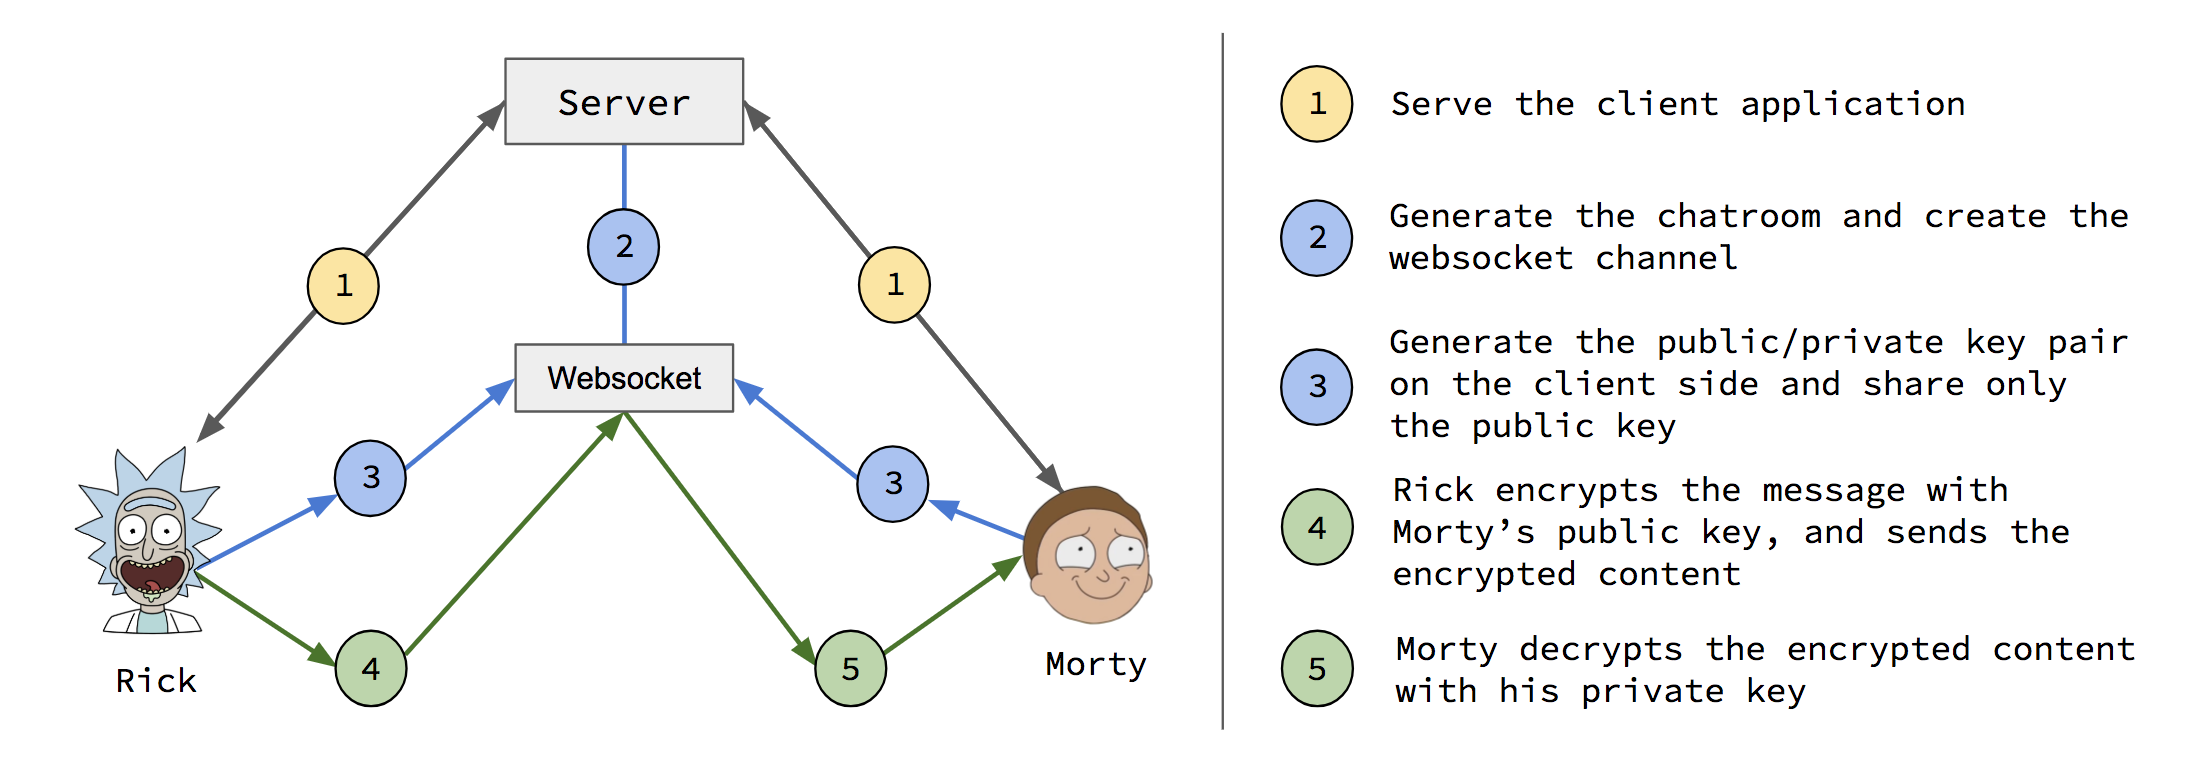 Server
1
2
1
Websocket
3
3
4
5
Rick
Morty
1
Serve the client application
2
Generate the chatroom and create the
websocket channel
3
Generate the public/private key pair
on the client side and share only
the public key
4
Rick encrypts the message with
Morty’s public key, and sends the
encrypted content
5
Morty decrypts the encrypted content
with his private key